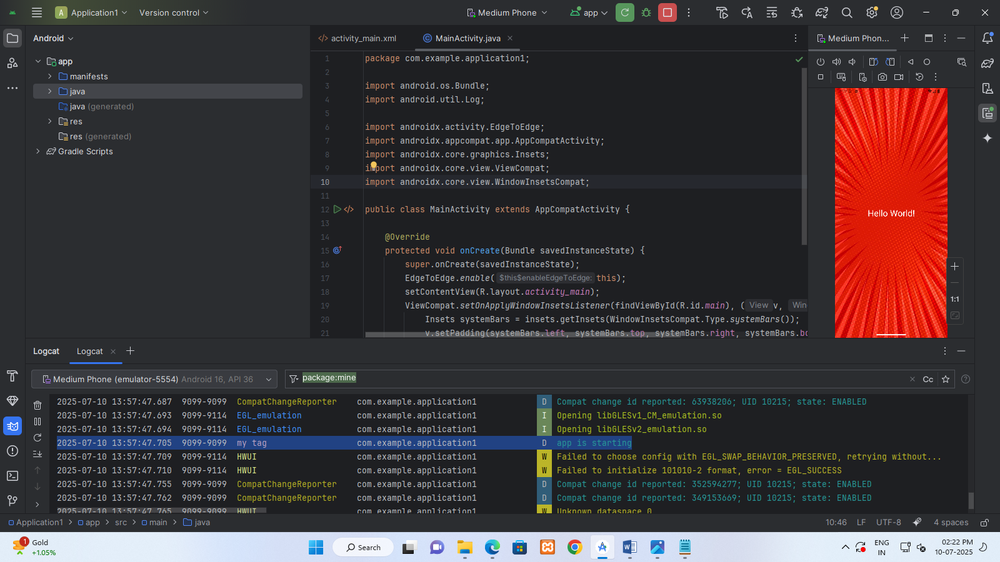 A Application1 Version control Medium Phone app
Android
app
manifests
java
java (generated)
res
res (generated)
Gradle Scripts
activity_main.xml MainActivity.java
1 package com.example.application1;
2
3 import android.os.Bundle;
4 import android.util.Log;
5
6 import androidx.activity.EdgeToEdge;
7 import androidx.appcompat.app.AppCompatActivity;
8 import androidx.core.graphics.Insets;
9 import androidx.core.view.ViewCompat;
10 import androidx.core.view.WindowInsetsCompat;
11
12 public class MainActivity extends AppCompatActivity {
13
14 @Override
15 protected void onCreate(Bundle savedInstanceState) {
16 super.onCreate(savedInstanceState);
17 EdgeToEdge.enable( $this$enableEdgeToEdge: this);
18 setContentView(R.layout.activity_main);
19 ViewCompat.setOnApplyWindowInsetsListener(findViewById(R.id.main), ( View v, Win
20 Insets systemBars = insets.getInsets(WindowInsetsCompat.Type.systemBars());
21 v.setPadding(systemBars.left, systemBars.top, systemBars.right, systemBars.bo
Medium Phon...
Hello World!
1:1
Logcat Logcat
Medium Phone (emulator-5554) Android 16, API 36 package:mine Cc
2025-07-10 13:57:47.687 9099-9099 CompatChangeReporter com.example.application1 D Compat change id reported: 63938206; UID 10215; state: ENABLED
2025-07-10 13:57:47.693 9099-9114 EGL_emulation com.example.application1 I Opening libGLESv1_CM_emulation.so
2025-07-10 13:57:47.694 9099-9114 EGL_emulation com.example.application1 I Opening libGLESv2_emulation.so
2025-07-10 13:57:47.705 9099-9099 my tag com.example.application1 D app is starting
2025-07-10 13:57:47.709 9099-9114 HWUI com.example.application1 W Failed to choose config with EGL_SWAP_BEHAVIOR_PRESERVED, retrying without...
2025-07-10 13:57:47.710 9099-9114 HWUI com.example.application1 W Failed to initialize 101010-2 format, error = EGL_SUCCESS
2025-07-10 13:57:47.755 9099-9099 CompatChangeReporter com.example.application1 D Compat change id reported: 352594277; UID 10215; state: ENABLED
2025-07-10 13:57:47.762 9099-9099 CompatChangeReporter com.example.application1 D Compat change id reported: 349153669; UID 10215; state: ENABLED
2025-07-10 13:57:47.765 9099-9114 HWUI com.example.application1 W Unknown dataspace 0
Application1 app src main java 10:46 LF UTF-8 4 spaces
1 Gold
+1.05%
Search
ENG
IN
02:22 PM
10-07-2025